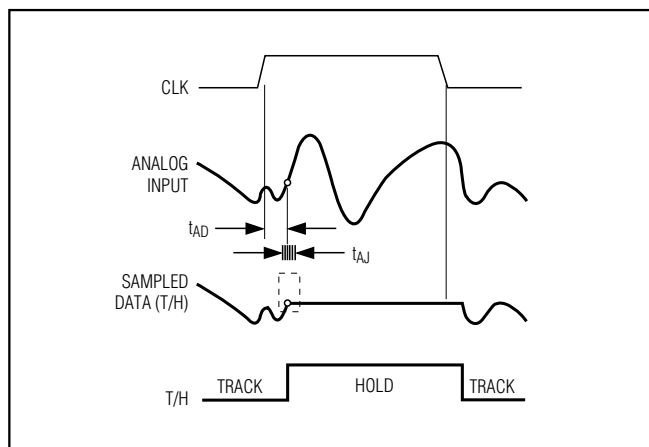 CLK
ANALOG
INPUT
tAD
tAJ
SAMPLED
DATA (T/H)
T/H
TRACK
HOLD
TRACK